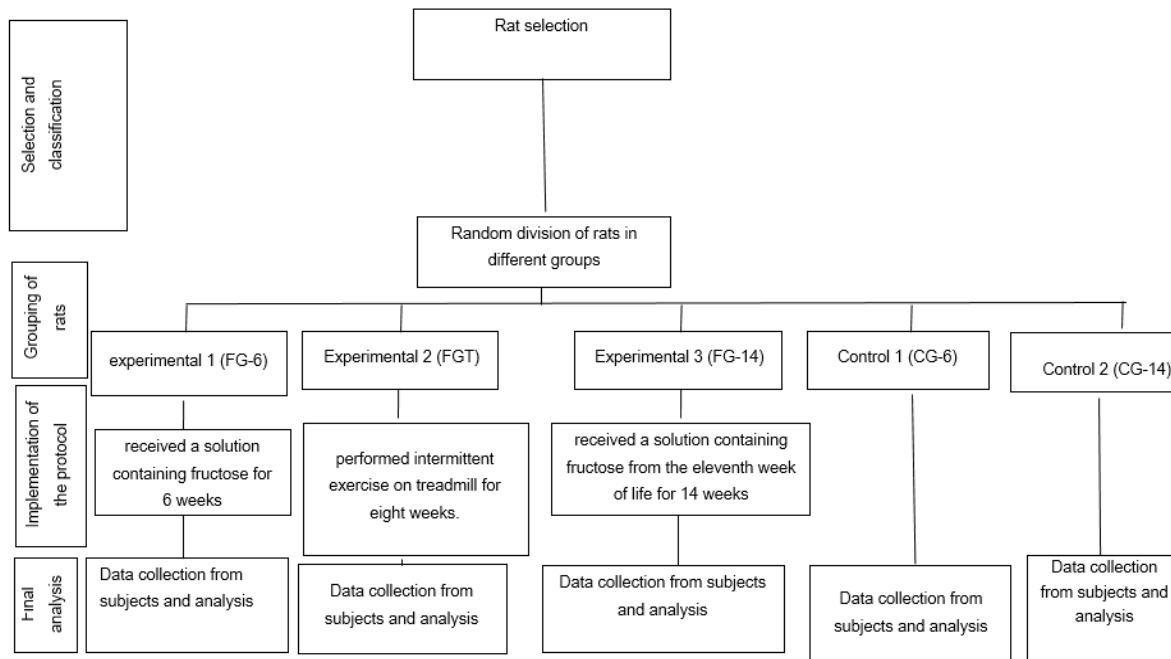 Selection and
classification
Rat selection
Random division of rats in
different groups
Grouping of
rats
experimental 1 (FG-6)
Experimental 2 (FGT)
Experimental 3 (FG-14)
Control 1 (CG-6)
Control 2 (CG-14)
Implementation of
the protocol
received a solution
containing fructose for
6 weeks
performed intermittent
exercise on treadmill for
eight weeks.
received a solution containing
fructose from the eleventh week
of life for 14 weeks
Final
analysis
Data collection from
subjects and analysis
Data collection from
subjects and analysis
Data collection from subjects
and analysis
Data collection from
subjects and analysis
Data collection
from subjects and
analysis